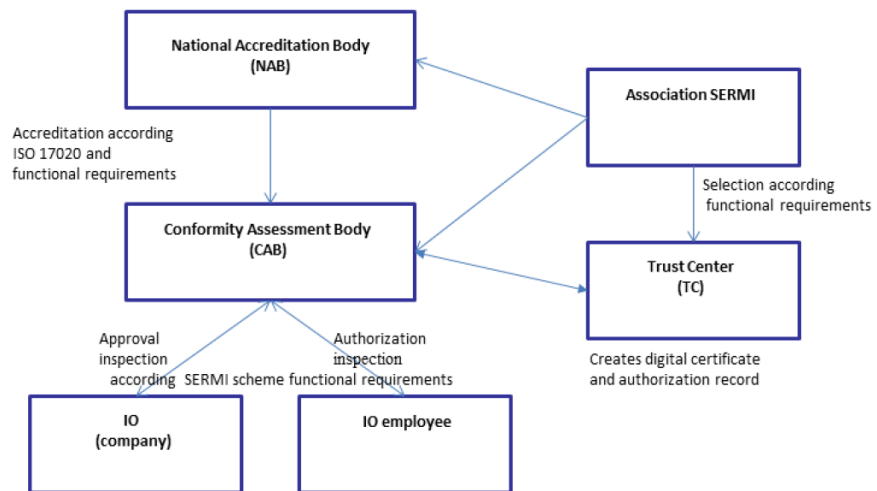 National Accreditation Body
(NAB)
Association SERMI
Accreditation according
ISO 17020 and
functional requirements
Selection according
functional requirements
Conformity Assessment Body
(CAB)
Trust Center
(TC)
Approval
inspection
according SERMI scheme functional requirements
Authorization
inspection
Creates digital certificate
and authorization record
IO
(company)
IO employee